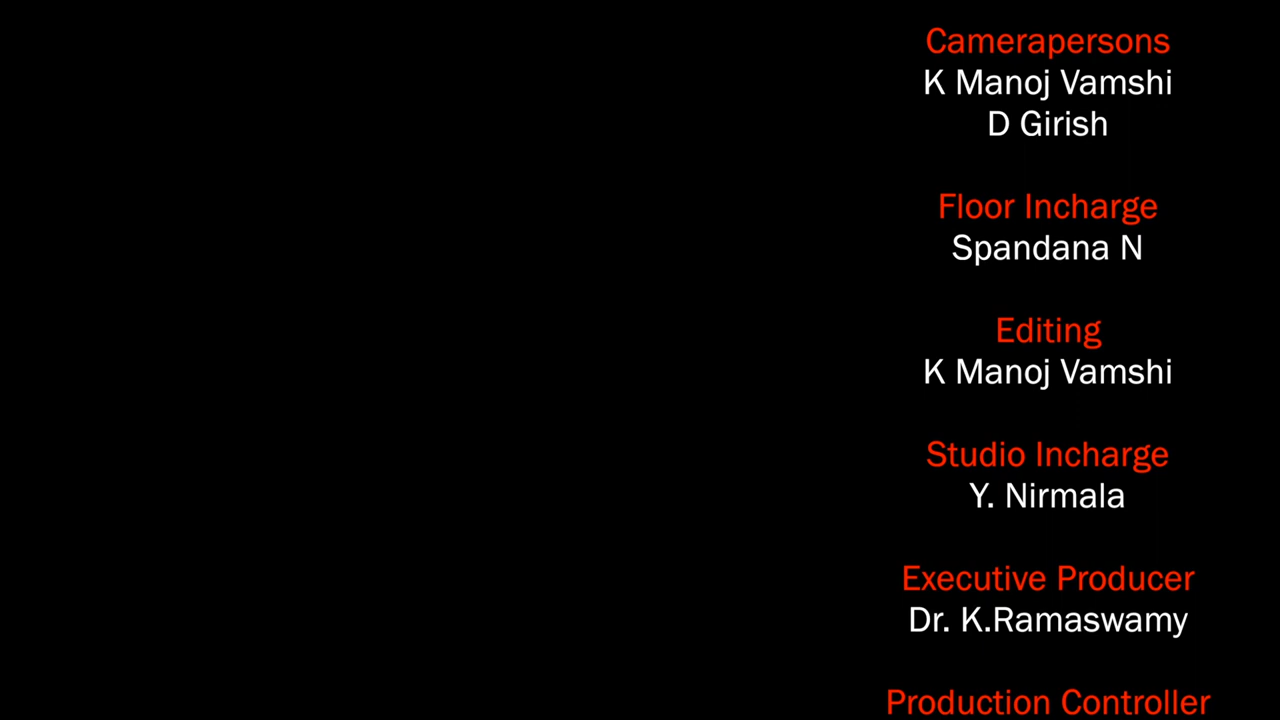 Camerapersons
K Manoj Vamshi
D Girish
Floor Incharge
Spandana N
Editing
K Manoj Vamshi
Studio Incharge
Y. Nirmala
Executive Producer
Dr. K.Ramaswamy
Production Controller